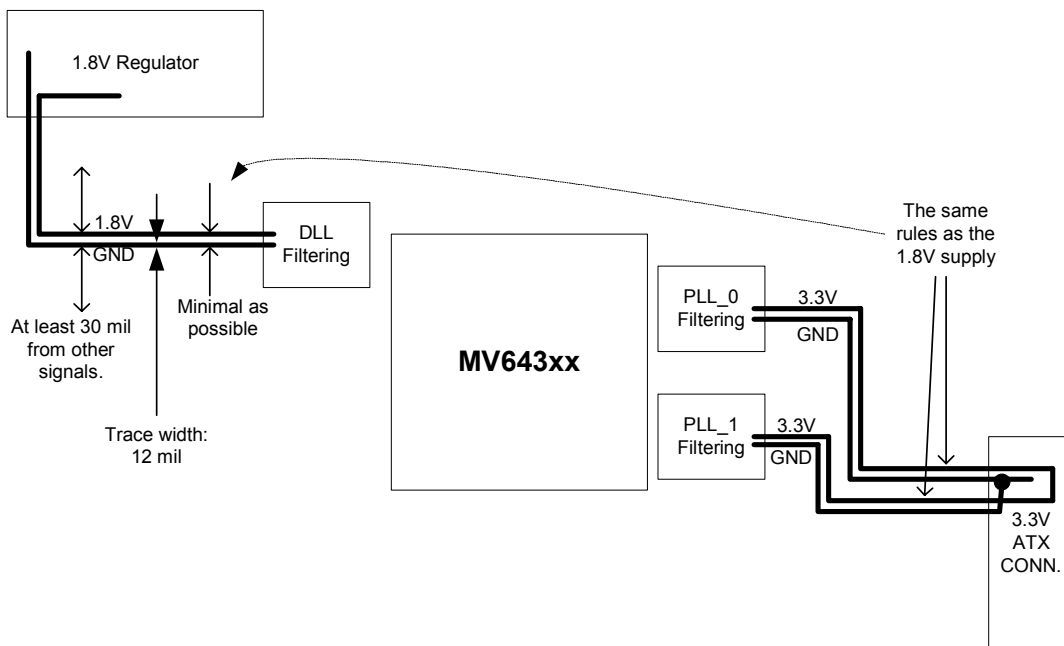 1.8V Regulator
1.8V
GND
DLL
Filtering
At least 30 mil
from other
signals.
Minimal as
possible
Trace width:
12 mil
MV643xx
PLL_0
Filtering
3.3V
GND
PLL_1
Filtering
3.3V
GND
The same
rules as the
1.8V supply
3.3V
ATX
CONN.